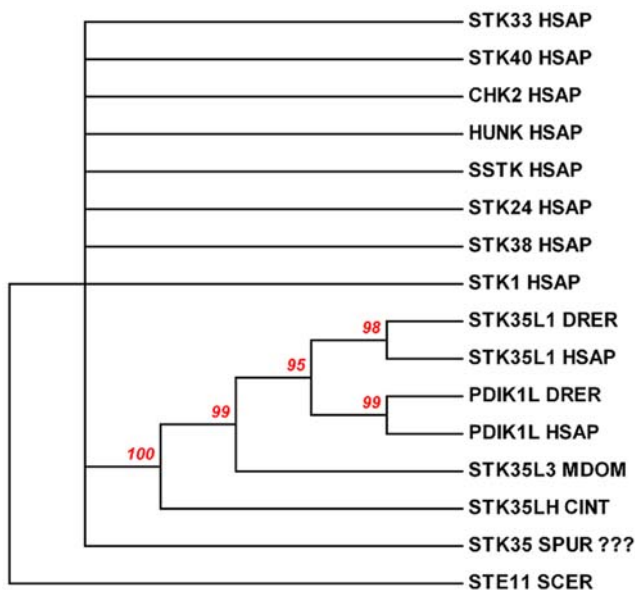 STK33 HSAP
STK40 HSAP
CHK2 HSAP
HUNK HSAP
SSTK HSAP
STK24 HSAP
STK38 HSAP
STK1 HSAP
98 STK35L1 DRER
STK35L1 HSAP
95
99 PDIK1L DRER
PDIK1L HSAP
99
STK35L3 MDOM
100
STK35LH CINT
STK35 SPUR ???
STE11 SCER